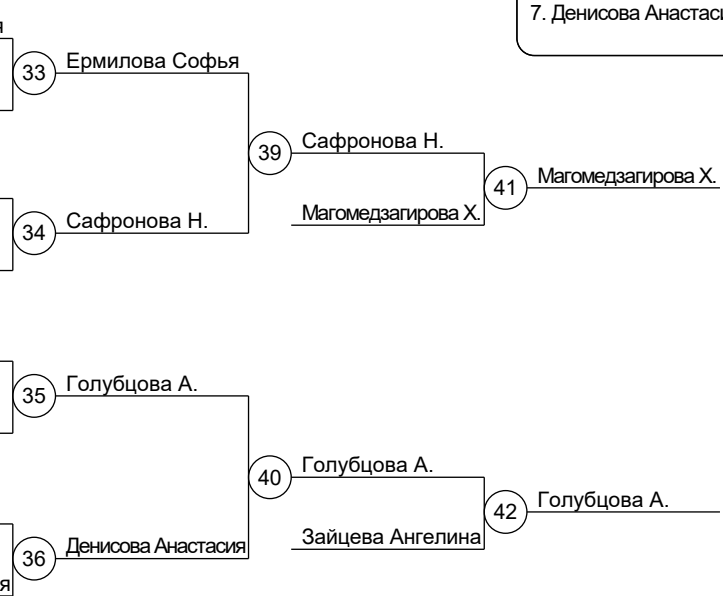 7. Денисова Анастаси
я
33 Ермилова Софья
39 Сафронова Н.
41 Магомедзагирова Х.
Магомедзагирова Х.
34 Сафронова Н.
35 Голубцова А.
40 Голубцова А.
42 Голубцова А.
Зайцева Ангелина
36 Денисова Анастасия
я